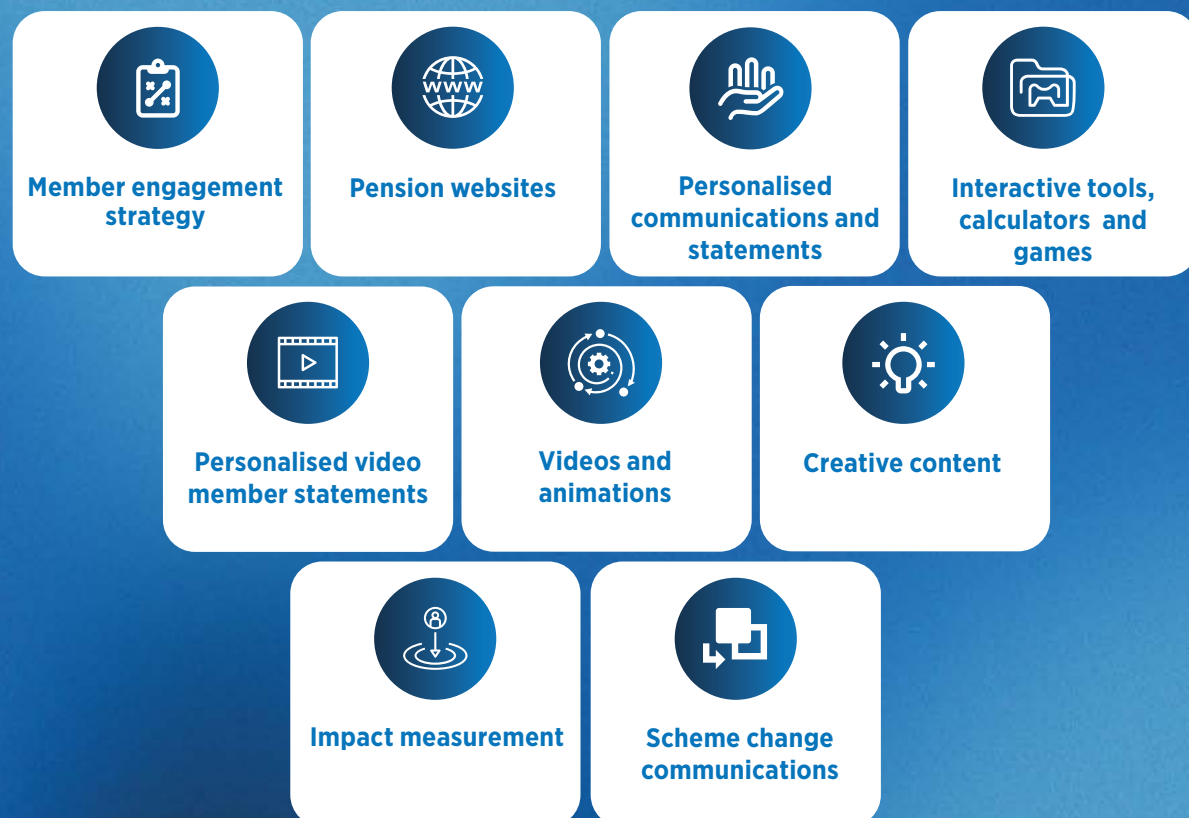 Member engagement
strategy
www
Pension websites
Personalised
communications and
statements
Interactive tools,
calculators and
games
Personalised video
member statements
Videos and
animations
Creative content
Impact measurement
Scheme change
communications